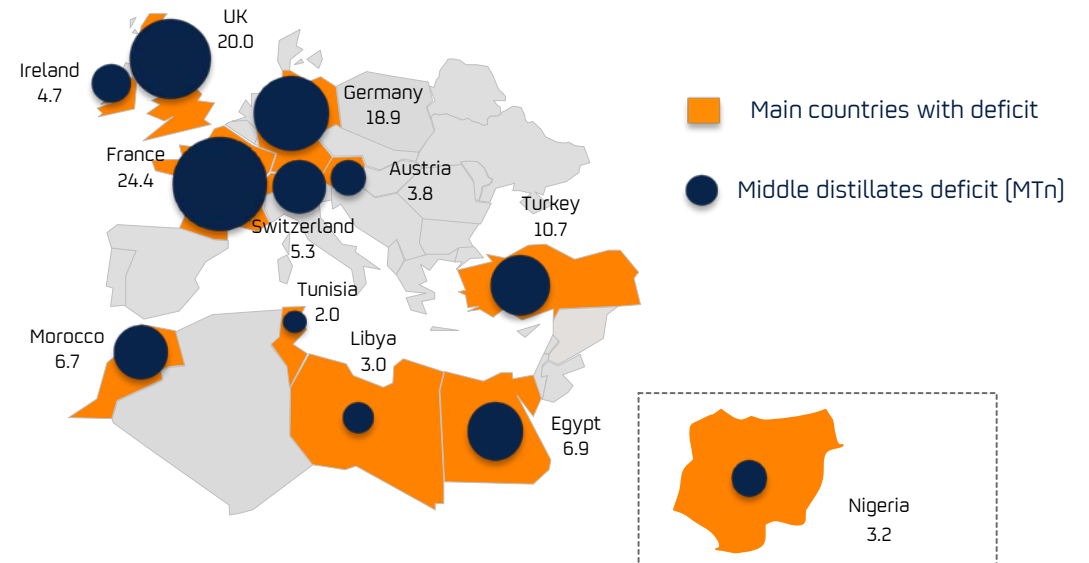 UK
20.0
Ireland
4.7
Germany
18.9
France
24.4
Austria
3.8
Switzerland
5.3
Turkey
10.7
Tunisia
2.0
Morocco
6.7
Libya
3.0
Egypt
6.9
Nigeria
3.2
Main countries with deficit
Middle distillates deficit (MTn)